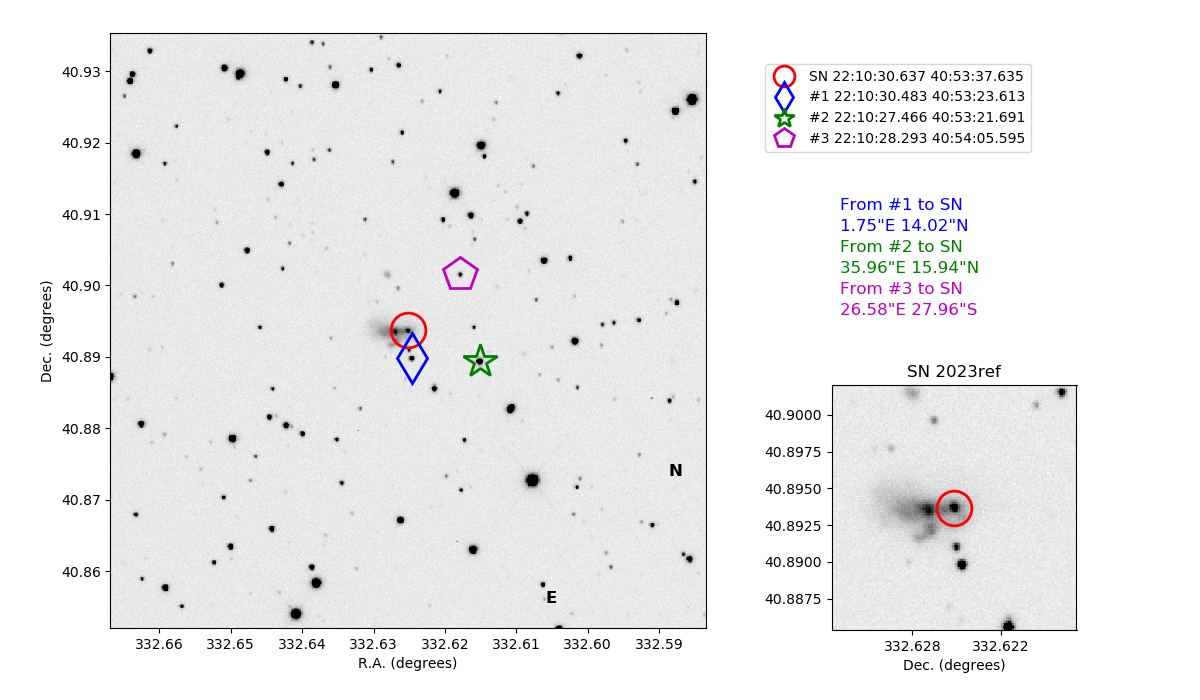 SN 22:10:30.637 40:53:37.635
#1 22:10:30.483 40:53:23.613
#2 22:10:27.466 40:53:21.691
#3 22:10:28.293 40:54:05.595
From #1 to SN
1.75"E 14.02"N
From #2 to SN
35.96"E 15.94"N
From #3 to SN
26.58"E 27.96"S
40.93
40.92
40.91
40.90
40.89
40.88
40.87
40.86
Dec. (degrees)
N
E
332.66 332.65 332.64 332.63 332.62 332.61 332.60 332.59
R.A. (degrees)
SN 2023ref
40.9000
40.8975
40.8950
40.8925
40.8900
40.8875
332.628 332.622
Dec. (degrees)